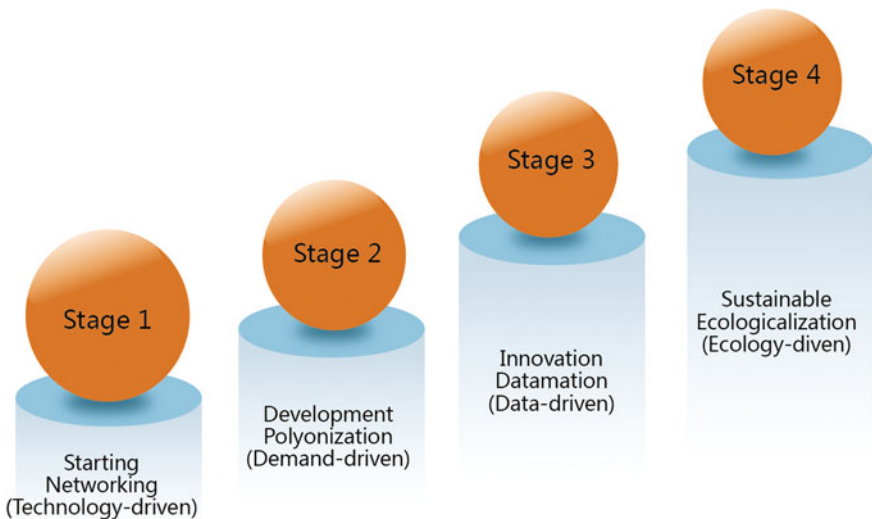 Stage 1
Starting
Networking
(Technology-driven)
Stage 2
Development
Polyonization
(Demand-driven)
Stage 3
Innovation
Datamation
(Data-driven)
Stage 4
Sustainable
Ecologicalization
(Ecology-diven)